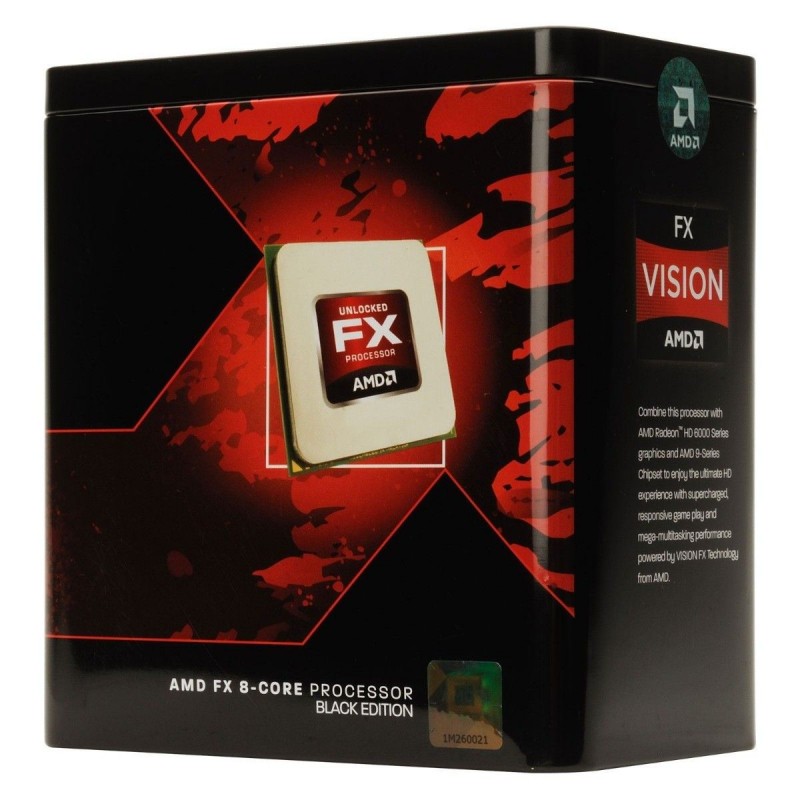 AMD
FX
VISION
AMD
UNLOCKED
FX
PROCESSOR
AMD
Combine this processor with
AMD Radeon™ HD 6000 Series
graphics and AMD 9-Series
Chipset to enjoy the ultimate HD
experience with supercharged,
responsive game play and
mega-multitasking performance
powered by VISION FX Technology
from AMD.
AMD FX 8-CORE PROCESSOR
BLACK EDITION
1M260021